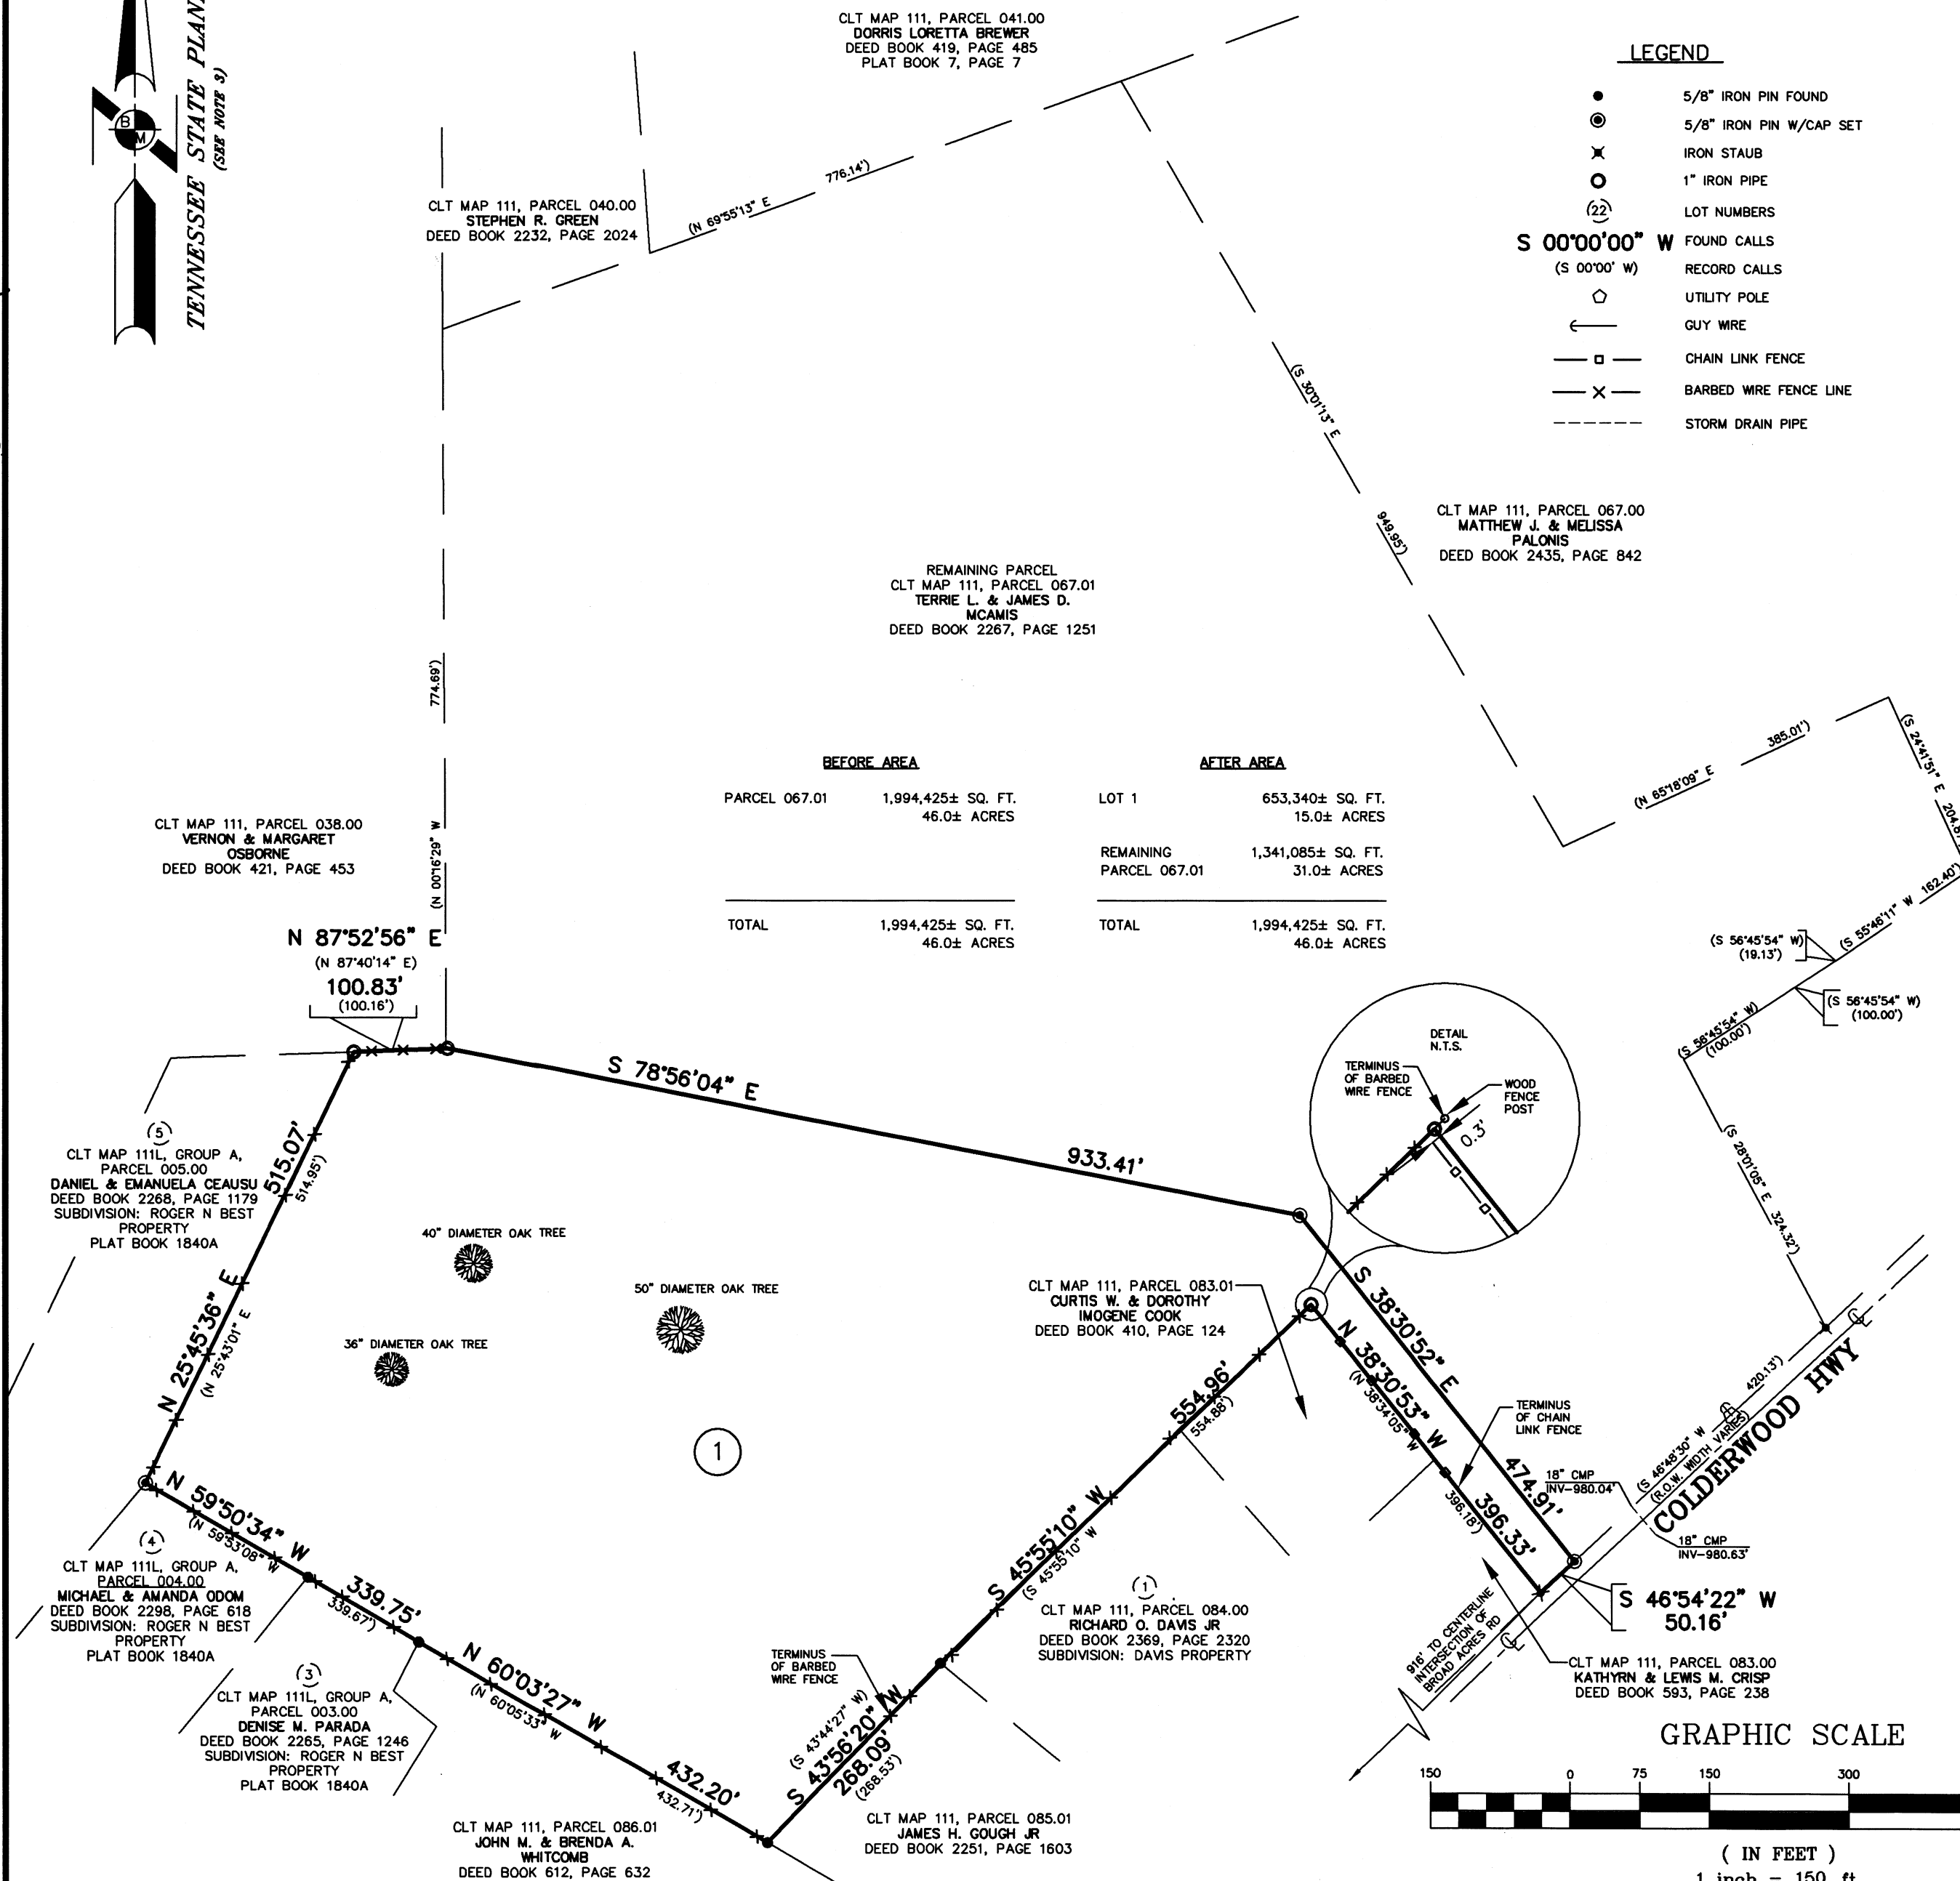 TENNESSEE STATE PLAN
(SEE NOTE 3)
CLT MAP 111, PARCEL 041.00
DORRIS LORETTA BREWER
DEED BOOK 419, PAGE 485
PLAT BOOK 7, PAGE 7
LEGEND
5/8" IRON PIN FOUND
5/8" IRON PIN W/CAP SET
IRON STAUB
1" IRON PIPE
(22) LOT NUMBERS
S 00°00'00" W FOUND CALLS
(S 00°00' W) RECORD CALLS
UTILITY POLE
GUY WIRE
CHAIN LINK FENCE
BARBED WIRE FENCE LINE
STORM DRAIN PIPE
CLT MAP 111, PARCEL 040.00
STEPHEN R. GREEN
DEED BOOK 2232, PAGE 2024
(N 69°55'13" E 776.14')
(S 30°01'13" E 949.95')
CLT MAP 111, PARCEL 067.00
MATTHEW J. & MELISSA
PALONIS
DEED BOOK 2435, PAGE 842
REMAINING PARCEL
CLT MAP 111, PARCEL 067.01
TERRIE L. & JAMES D.
MCAMIS
DEED BOOK 2267, PAGE 1251
(N 00°16'29" W 774.69')
BEFORE AREA
PARCEL 067.01 1,994,425± SQ. FT.
46.0± ACRES
TOTAL 1,994,425± SQ. FT.
46.0± ACRES
AFTER AREA
LOT 1 653,340± SQ. FT.
15.0± ACRES
REMAINING 1,341,085± SQ. FT.
PARCEL 067.01 31.0± ACRES
TOTAL 1,994,425± SQ. FT.
46.0± ACRES
(N 65°18'09" E 385.01')
(S 24°41'51" E 204.8
(S 55°46'11" W 162.40')
(S 56°45'54" W)
(19.13')
(S 56°45'54" W)
(100.00')
(S 56°45'54" W)
(100.00')
(S 28°01'05" E 324.32')
CLT MAP 111, PARCEL 038.00
VERNON & MARGARET
OSBORNE
DEED BOOK 421, PAGE 453
N 87°52'56" E
(N 87°40'14" E)
100.83'
(100.16')
S 78°56'04" E 933.41'
DETAIL
N.T.S.
TERMINUS
OF BARBED
WIRE FENCE
WOOD
FENCE
POST
0.3'
(5)
CLT MAP 111L, GROUP A,
PARCEL 005.00
DANIEL & EMANUELA CEAUSU
DEED BOOK 2268, PAGE 1179
SUBDIVISION: ROGER N BEST
PROPERTY
PLAT BOOK 1840A
N 25°45'36" E 515.07'
(N 25°43'01" E 514.95')
40" DIAMETER OAK TREE
50" DIAMETER OAK TREE
36" DIAMETER OAK TREE
1
CLT MAP 111, PARCEL 083.01
CURTIS W. & DOROTHY
IMOGENE COOK
DEED BOOK 410, PAGE 124
S 38°30'52" E 474.91'
N 38°30'53" W 396.33'
(N 38°34'05" W 396.18')
TERMINUS
OF CHAIN
LINK FENCE
18" CMP
INV-980.04'
18" CMP
INV-980.63'
(S 46°48'30" W 420.13')
(R.O.W. WIDTH VARIES)
COLDERWOOD HWY
S 46°54'22" W
50.16'
916' TO CENTERLINE
INTERSECTION OF
BROAD ACRES RD
CLT MAP 111, PARCEL 083.00
KATHYRN & LEWIS M. CRISP
DEED BOOK 593, PAGE 238
S 45°55'10" W 554.96'
(S 45°55'10" W 554.88')
(1)
CLT MAP 111, PARCEL 084.00
RICHARD O. DAVIS JR
DEED BOOK 2369, PAGE 2320
SUBDIVISION: DAVIS PROPERTY
TERMINUS
OF BARBED
WIRE FENCE
(S 43°44'27" W)
S 43°56'20" W
268.09'
(268.53')
CLT MAP 111, PARCEL 085.01
JAMES H. GOUGH JR
DEED BOOK 2251, PAGE 1603
N 59°50'34" W 339.75'
(N 59°53'08" W 339.67')
(4)
CLT MAP 111L, GROUP A,
PARCEL 004.00
MICHAEL & AMANDA ODOM
DEED BOOK 2298, PAGE 618
SUBDIVISION: ROGER N BEST
PROPERTY
PLAT BOOK 1840A
(3)
CLT MAP 111L, GROUP A,
PARCEL 003.00
DENISE M. PARADA
DEED BOOK 2265, PAGE 1246
SUBDIVISION: ROGER N BEST
PROPERTY
PLAT BOOK 1840A
N 60°03'27" W 432.20'
(N 60°05'33" W 432.71')
CLT MAP 111, PARCEL 086.01
JOHN M. & BRENDA A.
WHITCOMB
DEED BOOK 612, PAGE 632
GRAPHIC SCALE
150 0 75 150 300
( IN FEET )
1 inch = 150 ft